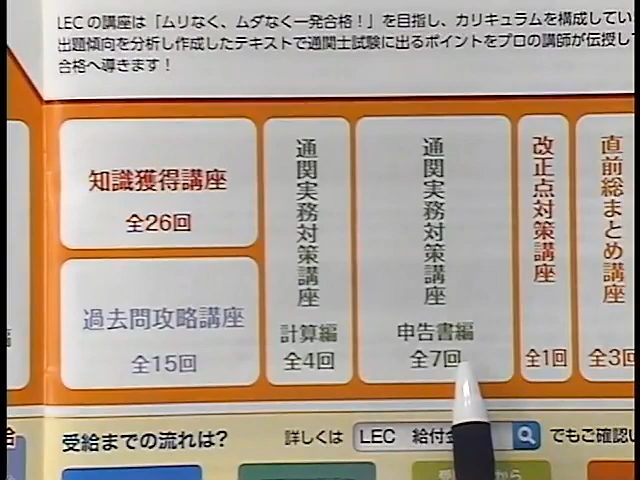 LECの講座は「ムリなく、ムダなく一発合格！」を目指し、カリキュラムを構成してい
出題傾向を分析し作成したテキストで通関士試験に出るポイントをプロの講師が伝授し
合格へ導きます！
知識獲得講座
全26回
過去問攻略講座
全15回
通関実務対策講座
計算編
全4回
通関実務対策講座
申告書編
全7回
改正点対策講座
全1回
直前総まとめ講座
全3回
受給までの流れは?
詳しくは
LEC 給付金
でもご確認い
から